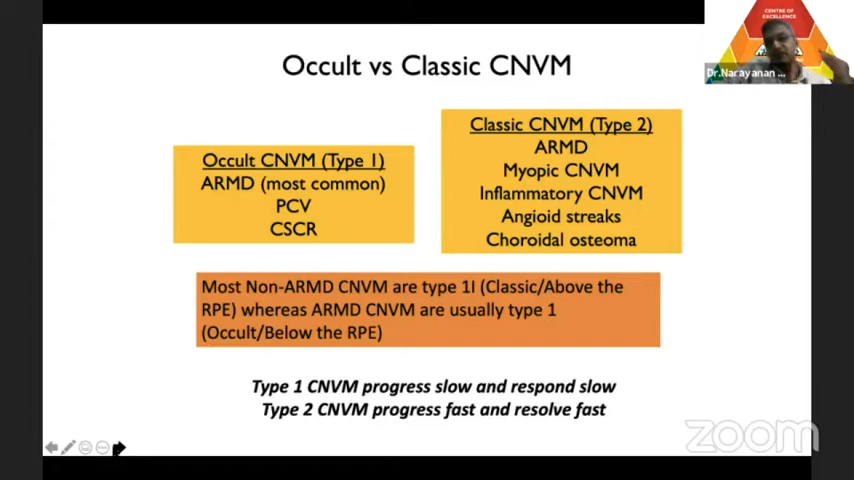 CENTRE OF
EXCELLENCE
Dr.Narayanan ...
Occult vs Classic CNVM
Occult CNVM (Type 1)
ARMD (most common)
PCV
CSCR
Classic CNVM (Type 2)
ARMD
Myopic CNVM
Inflammatory CNVM
Angioid streaks
Choroidal osteoma
Most Non-ARMD CNVM are type 1I (Classic/Above the
RPE) whereas ARMD CNVM are usually type 1
(Occult/Below the RPE)
Type 1 CNVM progress slow and respond slow
Type 2 CNVM progress fast and resolve fast
zoom